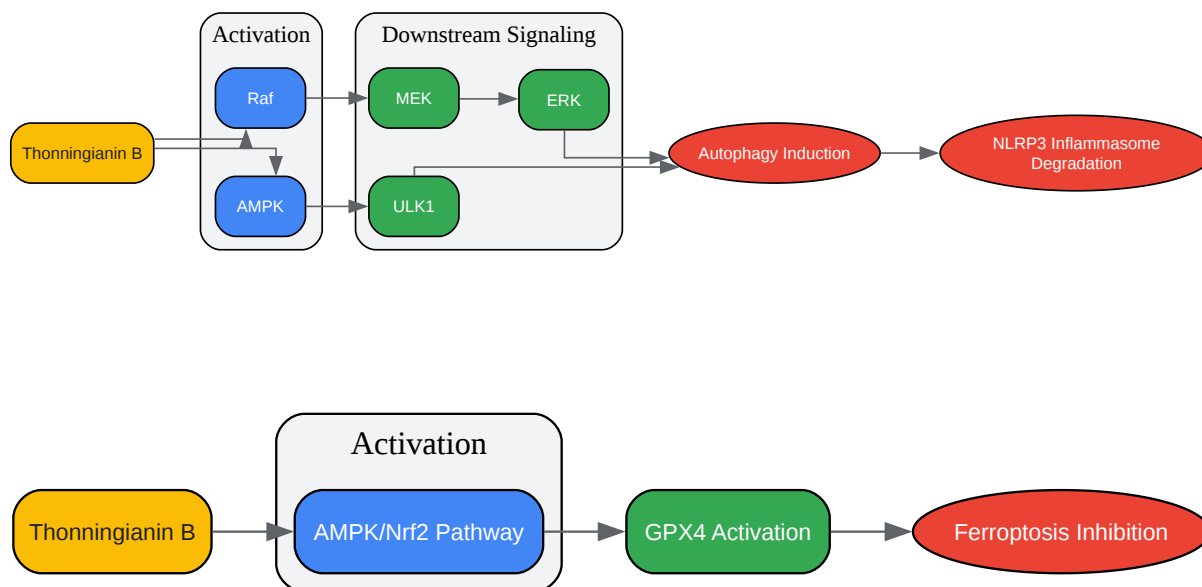 Activation
Downstream Signaling
Raf
MEK
ERK
Thonningianin B
Autophagy Induction
NLRP3 Inflammasome
Degradation
AMPK
ULK1
Activation
Thonningianin B
AMPK/Nrf2 Pathway
GPX4 Activation
Ferroptosis Inhibition